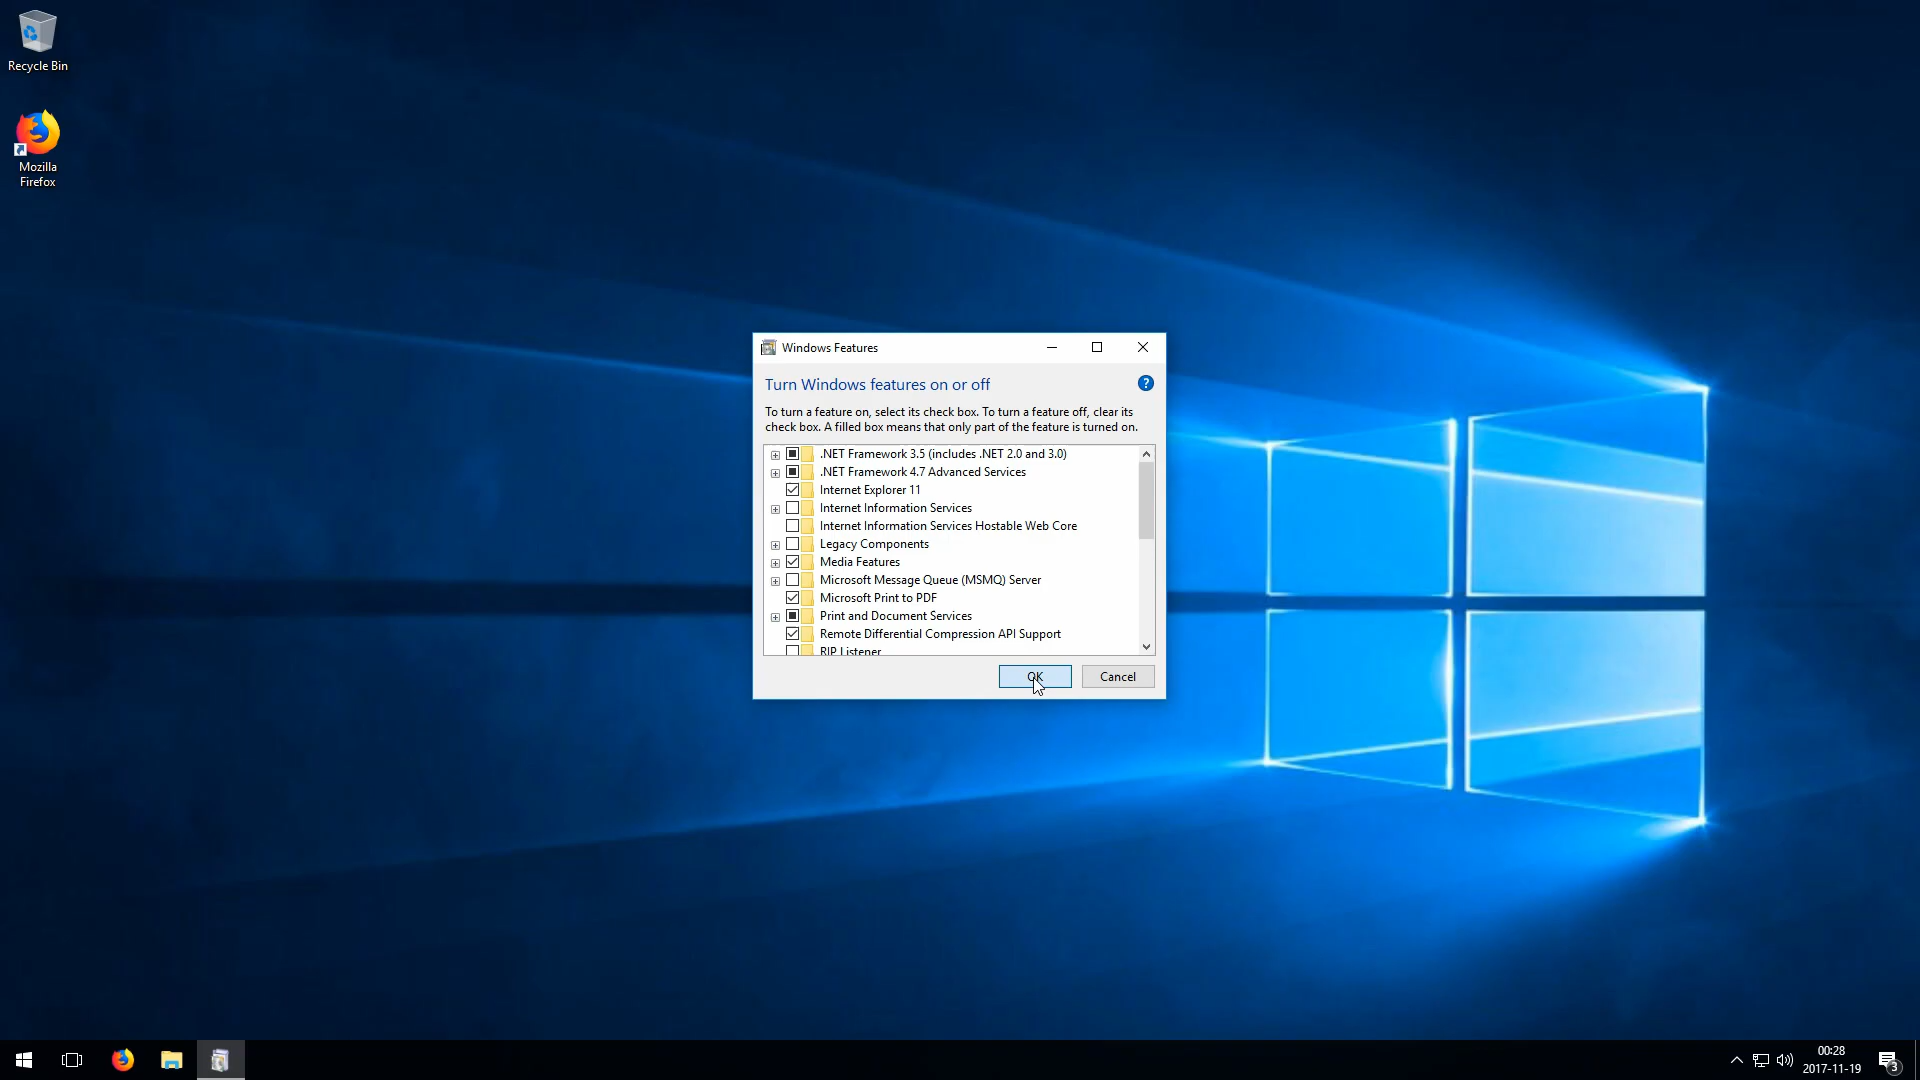 Recycle Bin
Mozilla
Firefox
Windows Features
Turn Windows features on or off
?
To turn a feature on, select its check box. To turn a feature off, clear its
check box. A filled box means that only part of the feature is turned on.
.NET Framework 3.5 (includes .NET 2.0 and 3.0)
.NET Framework 4.7 Advanced Services
Internet Explorer 11
Internet Information Services
Internet Information Services Hostable Web Core
Legacy Components
Media Features
Microsoft Message Queue (MSMQ) Server
Microsoft Print to PDF
Print and Document Services
Remote Differential Compression API Support
RIP Listener
OK
Cancel
00:28
2017-11-19
3